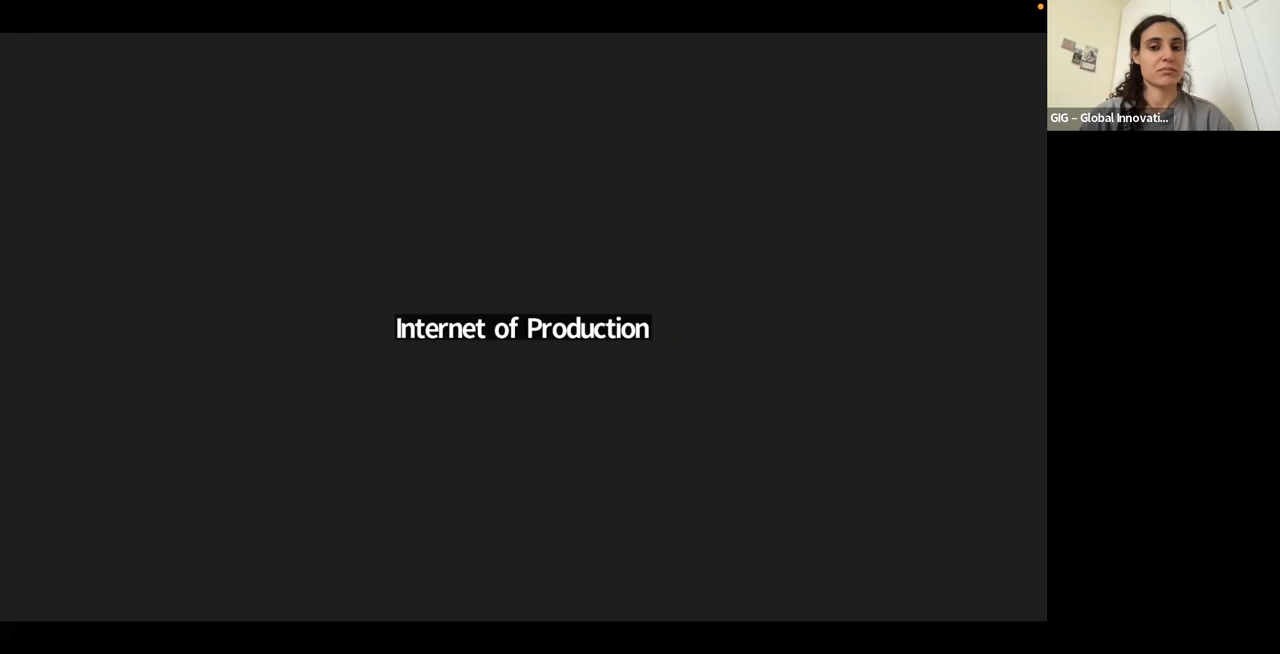 Internet of Production
GIG – Global Innovati...